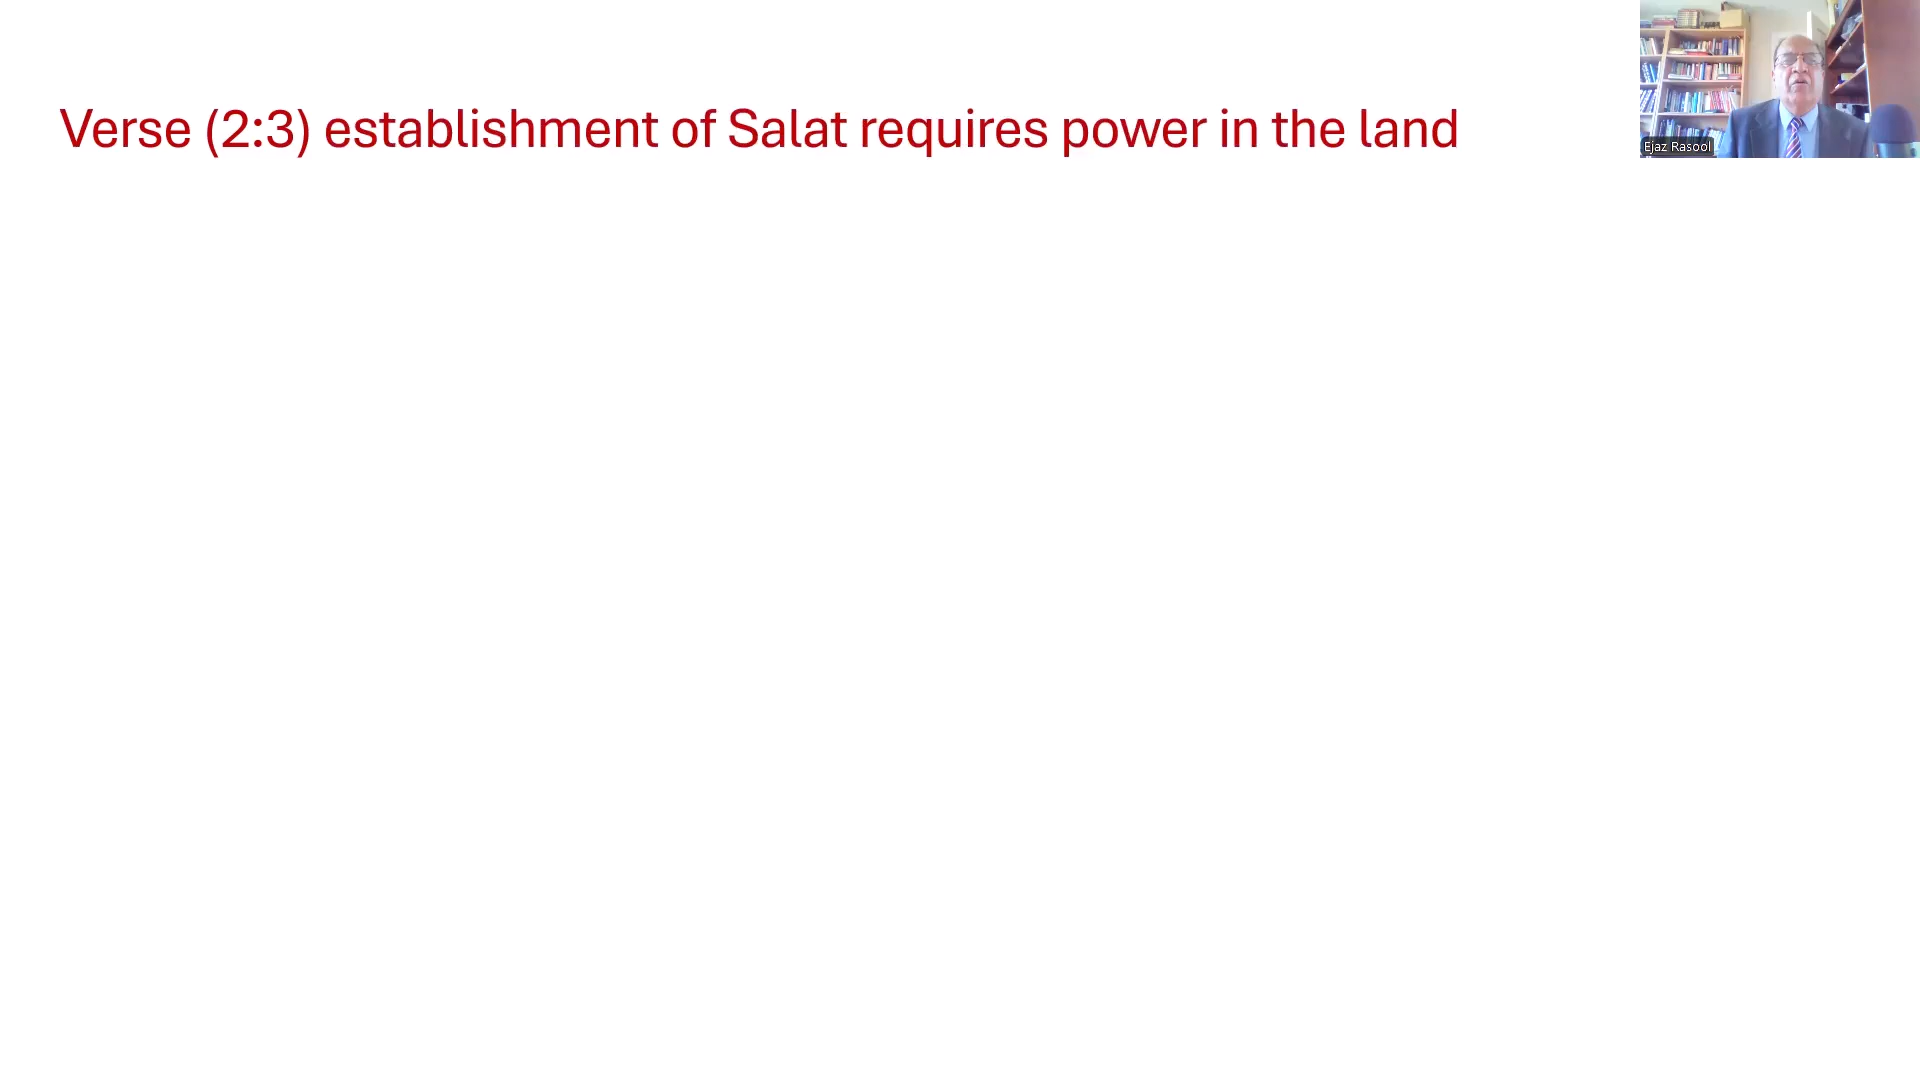 Verse (2:3) establishment of Salat requires power in the land
Ejaz Rasool